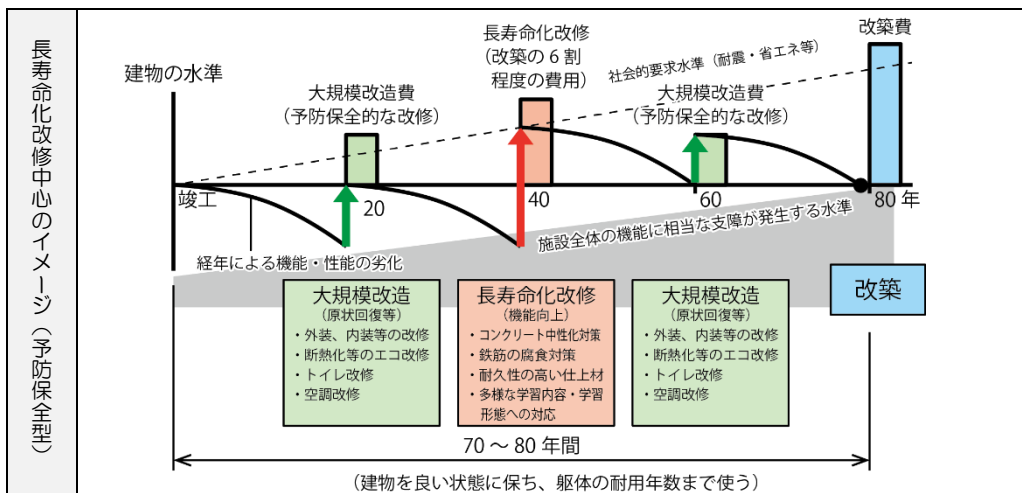 長寿命化改修中心のイメージ（予防保全型）
建物の水準
大規模改造費
（予防保全的な改修）
長寿命化改修
（改築の６割
程度の費用）
社会的要求水準（耐震・省エネ等）
大規模改造費
（予防保全的な改修）
改築費
竣工
20
40
60
80 年
経年による機能・性能の劣化
施設全体の機能に相当な支障が発生する水準
大規模改造
（原状回復等）
・外装、内装等の改修
・断熱化等のエコ改修
・トイレ改修
・空調改修
長寿命化改修
（機能向上）
・コンクリート中性化対策
・鉄筋の腐食対策
・耐久性の高い仕上材
・多様な学習内容・学習
形態への対応
大規模改造
（原状回復等）
・外装、内装等の改修
・断熱化等のエコ改修
・トイレ改修
・空調改修
改築
70 ～ 80 年間
（建物を良い状態に保ち、躯体の耐用年数まで使う）